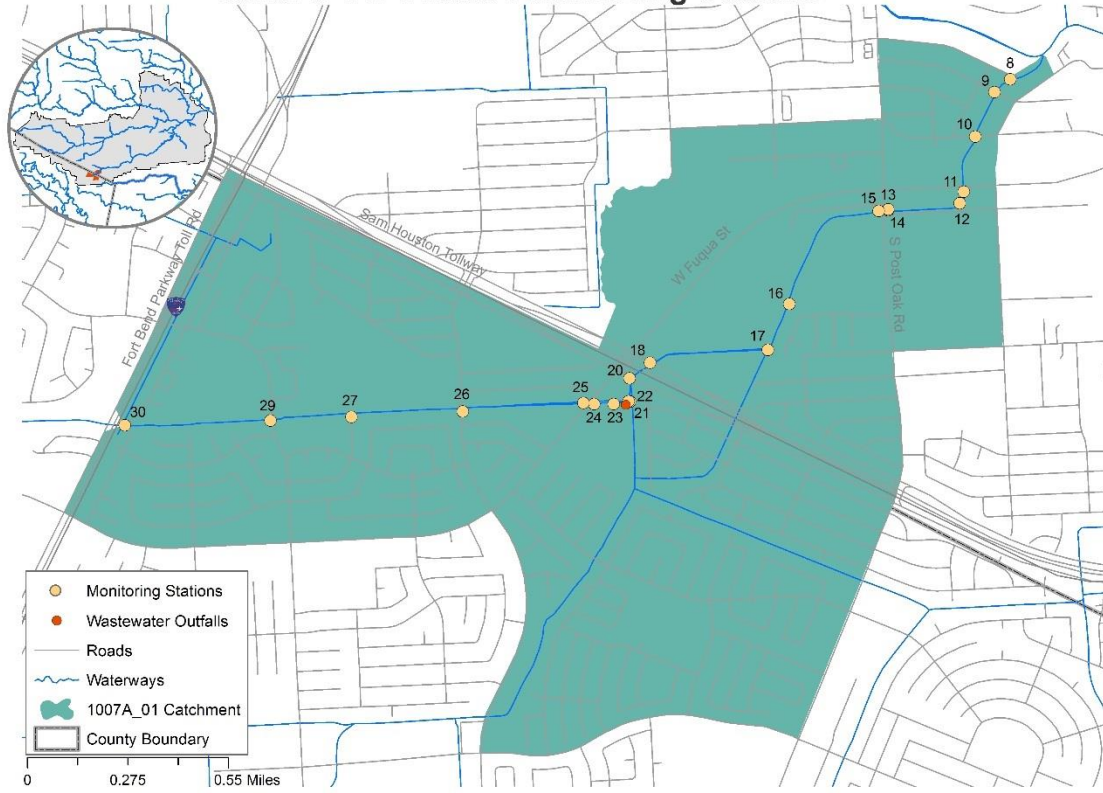 8
9
10
11
12
15 13
14
Fort Bend Parkway Toll Rd
Sam Houston Tollway
W Fuqua St
S Post Oak Rd
16
17
18
20
25
22
24
23
21
26
27
29
30
Monitoring Stations
Wastewater Outfalls
Roads
Waterways
1007A_01 Catchment
County Boundary
0 0.275 0.55 Miles